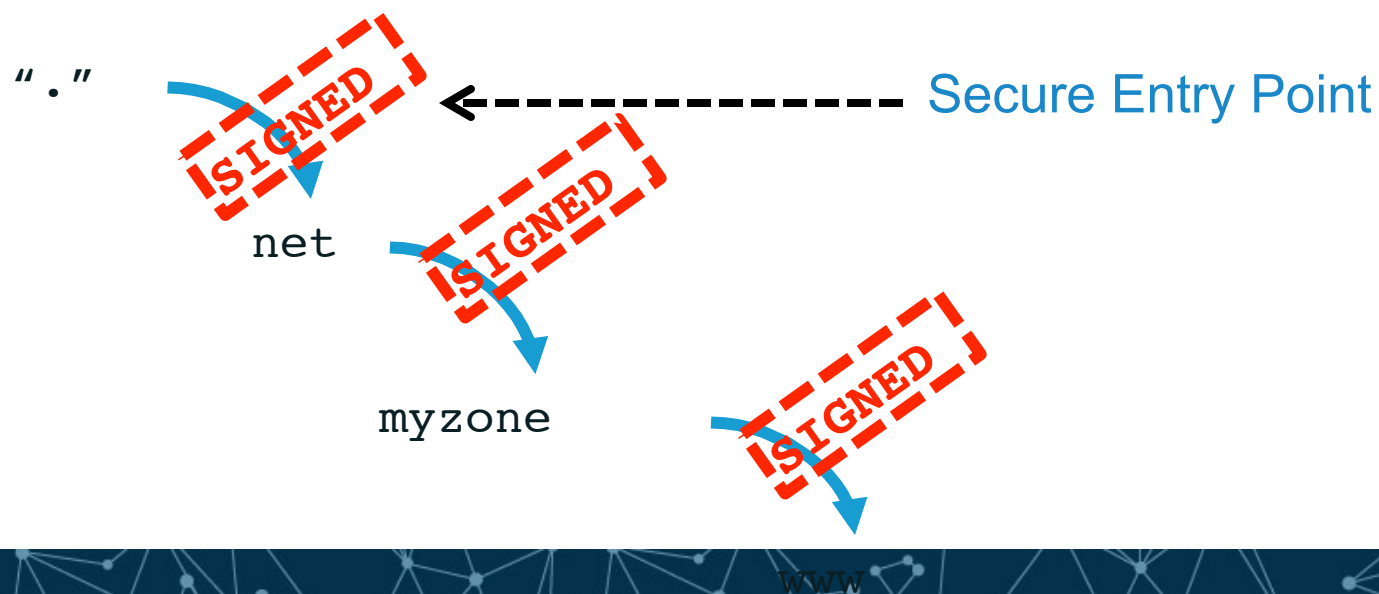 “.”
SIGNED
Secure Entry Point
SIGNED
net
SIGNED
myzone
www